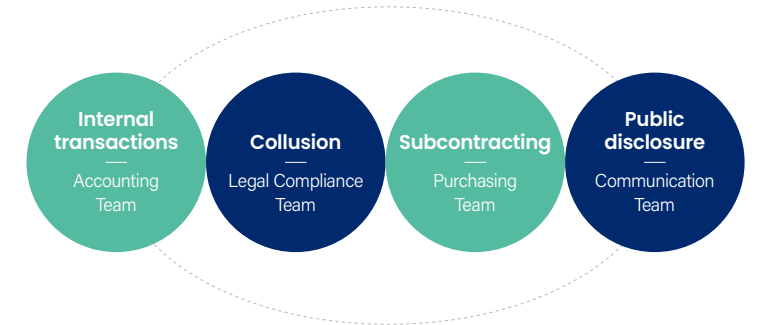 Internal
transactions
Accounting
Team
Collusion
Legal Compliance
Team
Subcontracting
Purchasing
Team
Public
disclosure
Communication
Team